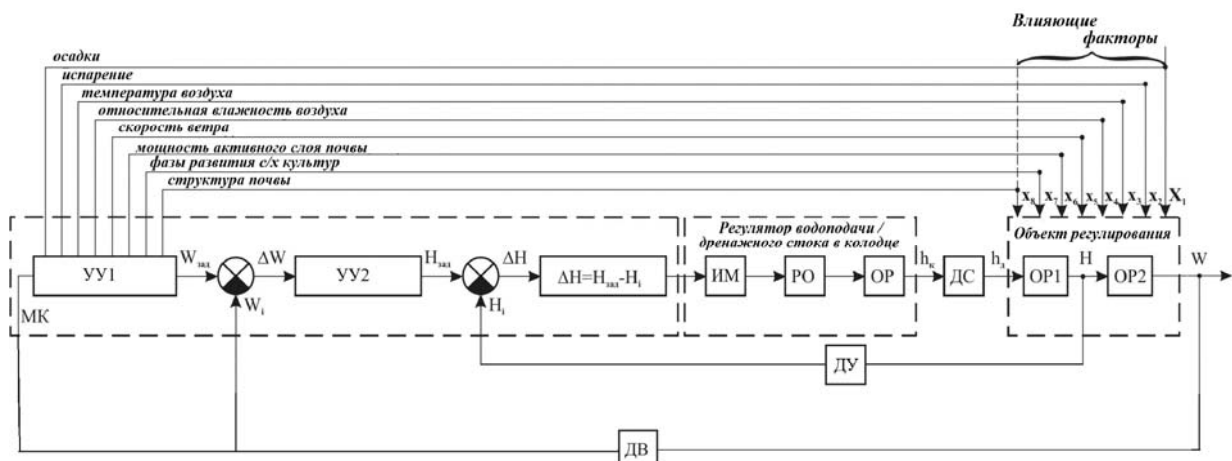 Влияющие
факторы
осадки
испарение
температура воздуха
относительная влажность воздуха
скорость ветра
мощность активного слоя почвы
фазы развития с/х культур
структура почвы
x₈ x₇ x₆ x₅ x₄ x₃ x₂ X₁
Регулятор водоподачи /
дренажного стока в колодце
Объект регулирования
УУ1
Wзад
ΔW
УУ2
Hзад
ΔH
ΔH=Hзад-Hᵢ
ИМ
РО
ОР
hк
ДС
hд
ОР1
H
ОР2
W
МК
Wᵢ
Hᵢ
ДУ
ДВ